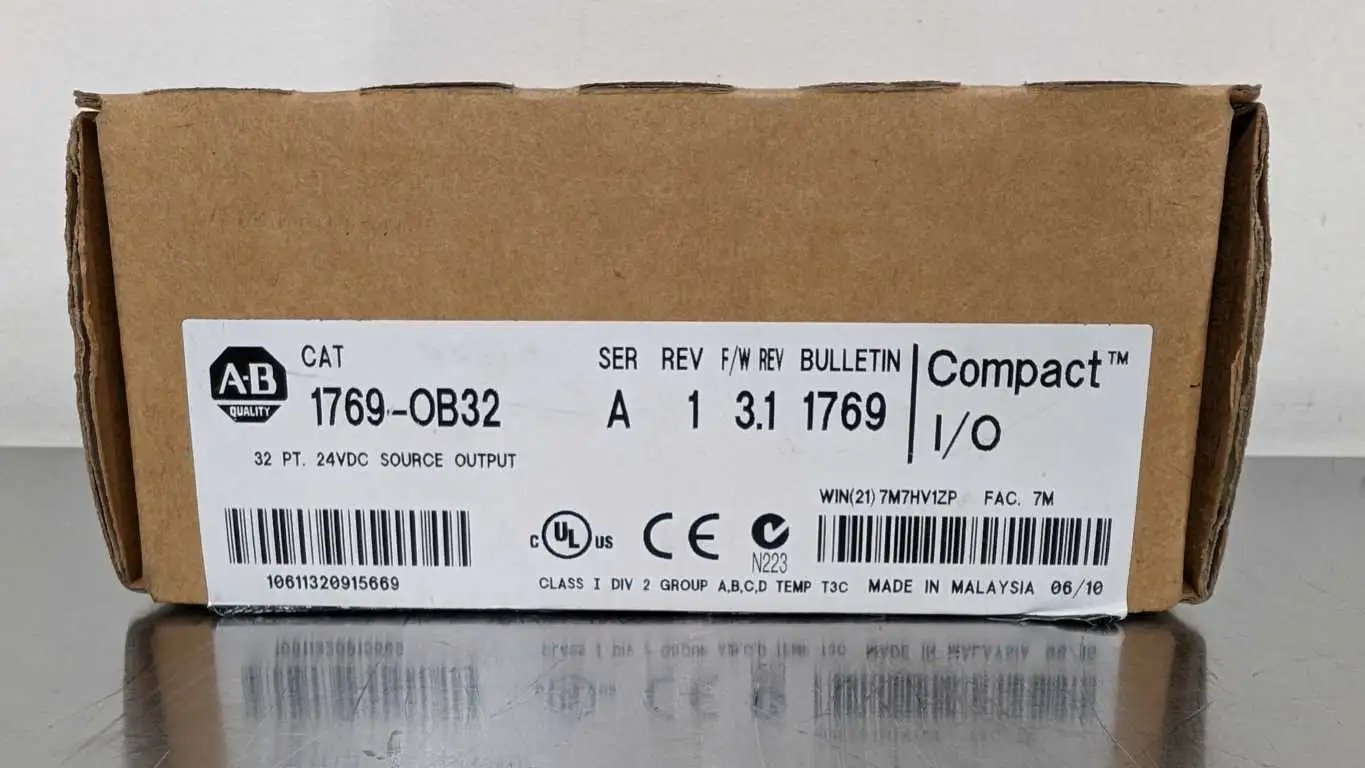 A-B
QUALITY
CAT SER REV F/W REV BULLETIN
1769-OB32 A 1 3.1 1769
Compact™
I/O
32 PT. 24VDC SOURCE OUTPUT
WIN(21) 7M7HV1ZP FAC. 7M
10611320915669
C UL US CE N223
CLASS I DIV 2 GROUP A,B,C,D TEMP T3C MADE IN MALAYSIA 06/10